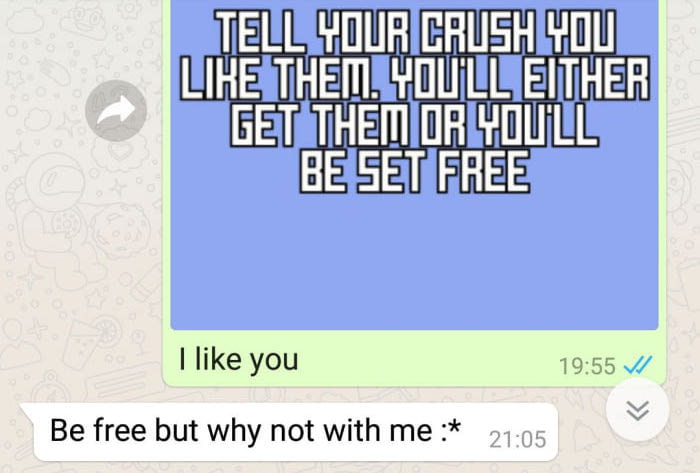 TELL YOUR CRUSH YOU
LIKE THEM. YOU'LL EITHER
GET THEM OR YOU'LL
BE SET FREE
I like you
19:55
Be free but why not with me :*
21:05